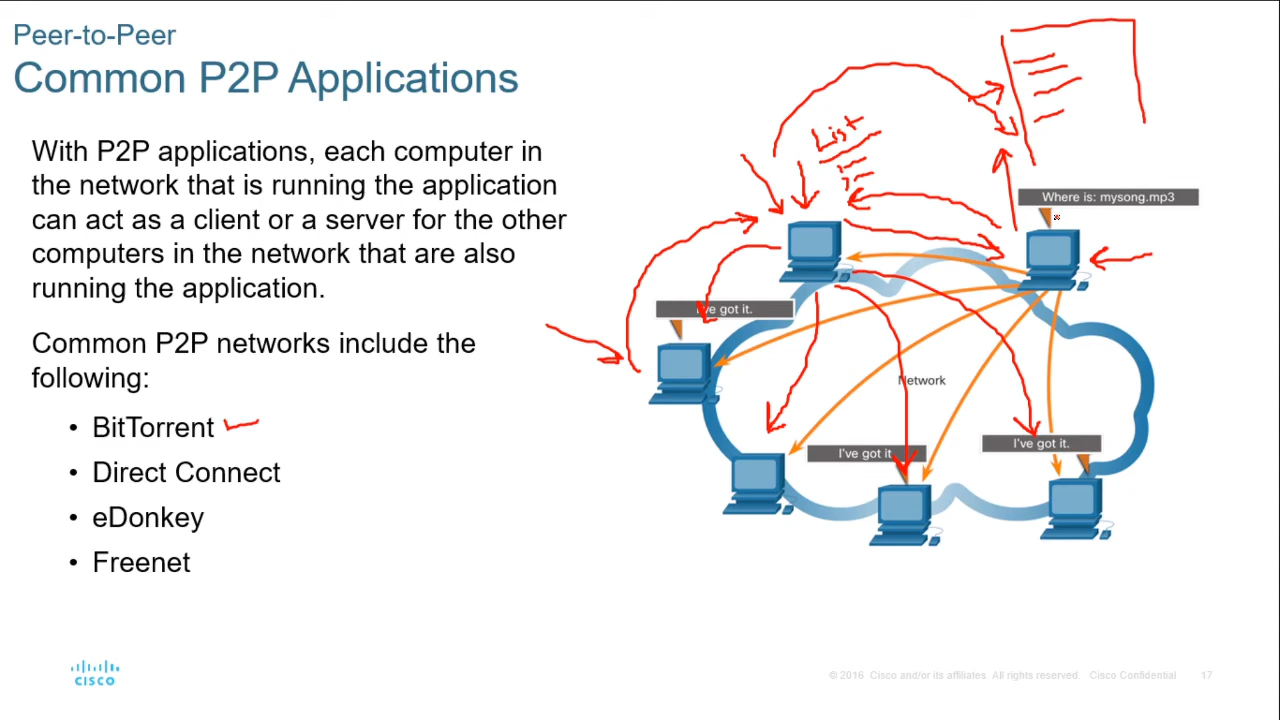 Peer-to-Peer
Common P2P Applications
With P2P applications, each computer in
the network that is running the application
can act as a client or a server for the other
computers in the network that are also
running the application.
Common P2P networks include the
following:
• BitTorrent
• Direct Connect
• eDonkey
• Freenet
List
Where is: mysong.mp3
I've got it.
Network
I've got it.
I've got it.
CISCO
© 2016 Cisco and/or its affiliates. All rights reserved. Cisco Confidential 17